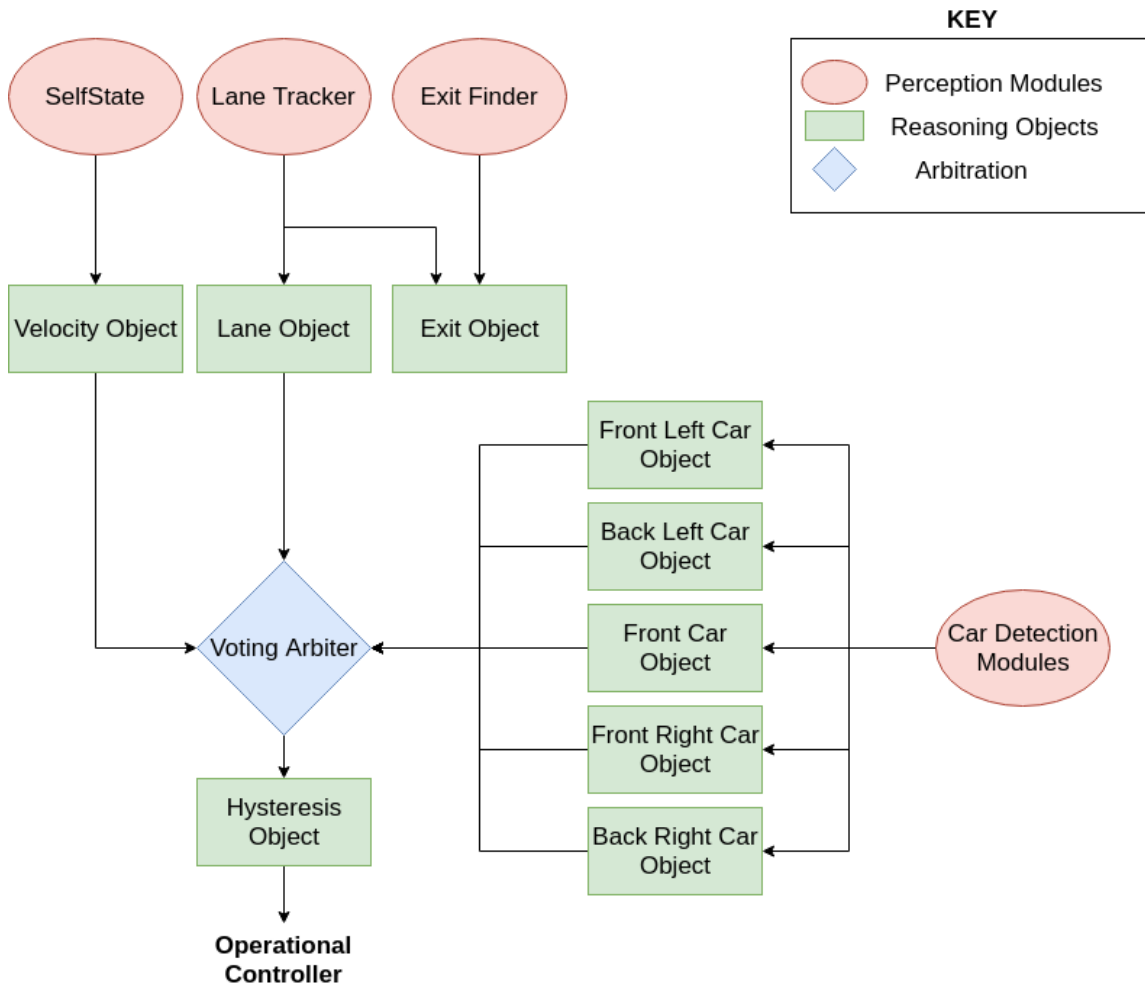 KEY
Perception Modules
Reasoning Objects
Arbitration
SelfState
Lane Tracker
Exit Finder
Velocity Object
Lane Object
Exit Object
Front Left Car
Object
Back Left Car
Object
Front Car
Object
Front Right Car
Object
Back Right Car
Object
Car Detection
Modules
Voting Arbiter
Hysteresis
Object
Operational
Controller